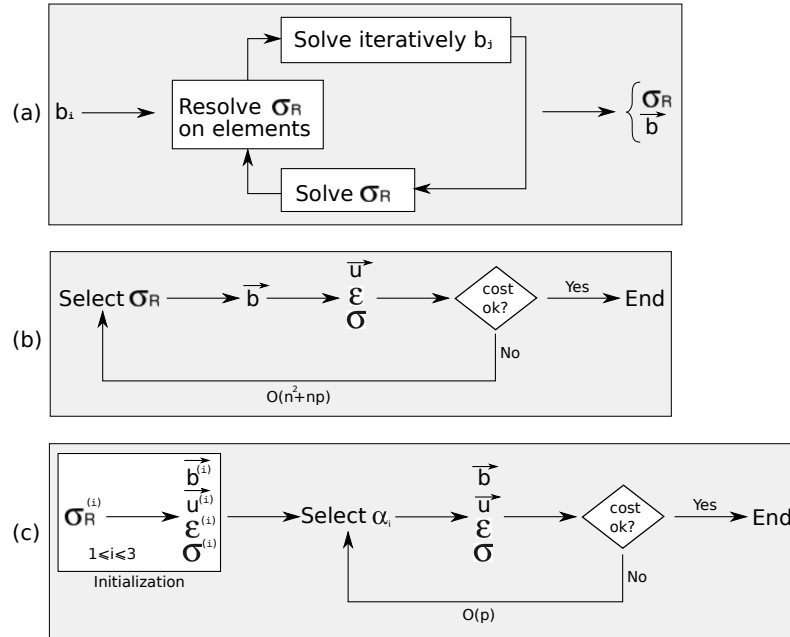 (a)
bᵢ
Solve iteratively bⱼ
Resolve σR
on elements
Solve σR
σR
b
(b)
Select σR
b
u
ε
σ
cost
ok?
Yes
End
No
O(n²+np)
(c)
σR⁽ⁱ⁾
b⁽ⁱ⁾
u⁽ⁱ⁾
ε⁽ⁱ⁾
σ⁽ⁱ⁾
1⩽i⩽3
Initialization
Select αᵢ
b
u
ε
σ
cost
ok?
Yes
End
No
O(p)